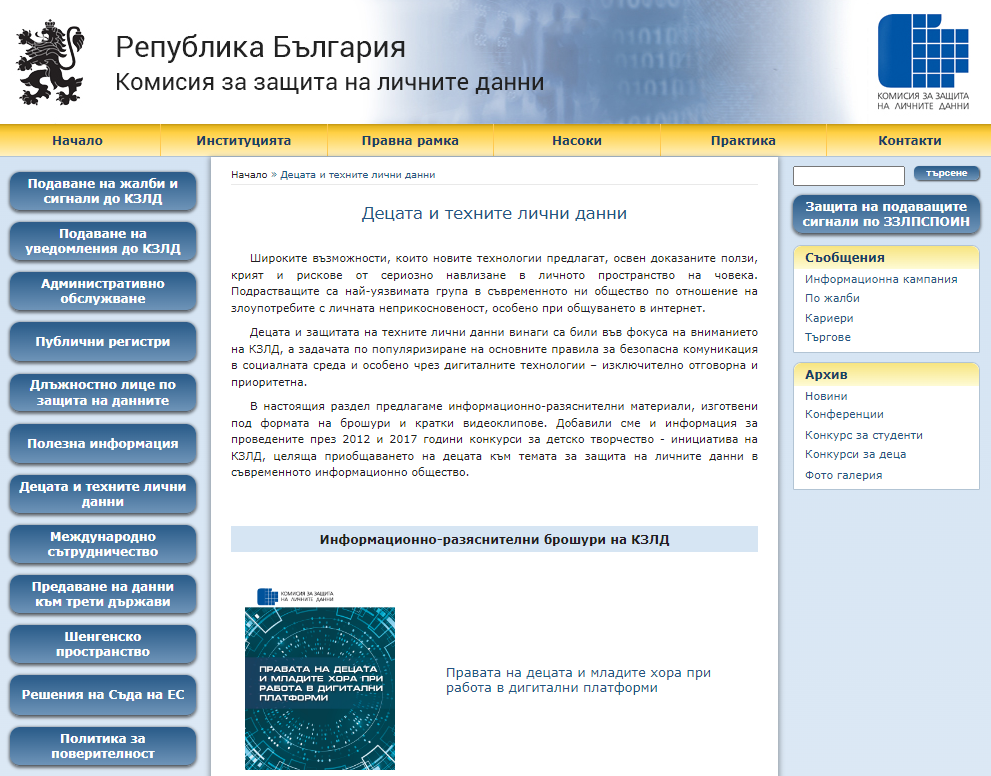 Република България
Комисия за защита на личните данни
КОМИСИЯ ЗА ЗАЩИТА
НА ЛИЧНИТЕ ДАННИ
Начало
Институцията
Правна рамка
Насоки
Практика
Контакти
Подаване на жалби и
сигнали до КЗЛД
Подаване на
уведомления до КЗЛД
Административно
обслужване
Публични регистри
Длъжностно лице по
защита на данните
Полезна информация
Децата и техните лични
данни
Международно
сътрудничество
Предаване на данни
към трети държави
Шенгенско
пространство
Решения на Съда на ЕС
Политика за
поверителност
Начало » Децата и техните лични данни
Децата и техните лични данни
Широките възможности, които новите технологии предлагат, освен доказаните ползи,
крият и рискове от сериозно навлизане в личното пространство на човека.
Подрастващите са най-уязвимата група в съвременното ни общество по отношение на
злоупотребите с личната неприкосновеност, особено при общуването в интернет.
Децата и защитата на техните лични данни винаги са били във фокуса на вниманието
на КЗЛД, а задачата по популяризиране на основните правила за безопасна комуникация
в социалната среда и особено чрез дигиталните технологии – изключително отговорна и
приоритетна.
В настоящия раздел предлагаме информационно-разяснителни материали, изготвени
под формата на брошури и кратки видеоклипове. Добавили сме и информация за
проведените през 2012 и 2017 години конкурси за детско творчество - инициатива на
КЗЛД, целяща приобщаването на децата към темата за защита на личните данни в
съвременното информационно общество.
Информационно-разяснителни брошури на КЗЛД
КОМИСИЯ ЗА ЗАЩИТА
НА ЛИЧНИТЕ ДАННИ
ПРАВАТА НА ДЕЦАТА
И МЛАДИТЕ ХОРА ПРИ
РАБОТА В ДИГИТАЛНИ
ПЛАТФОРМИ
Правата на децата и младите хора при
работа в дигитални платформи
търсене
Защита на подаващите
сигнали по ЗЗЛПСПОИН
Съобщения
Информационна кампания
По жалби
Кариери
Търгове
Архив
Новини
Конференции
Конкурс за студенти
Конкурси за деца
Фото галерия